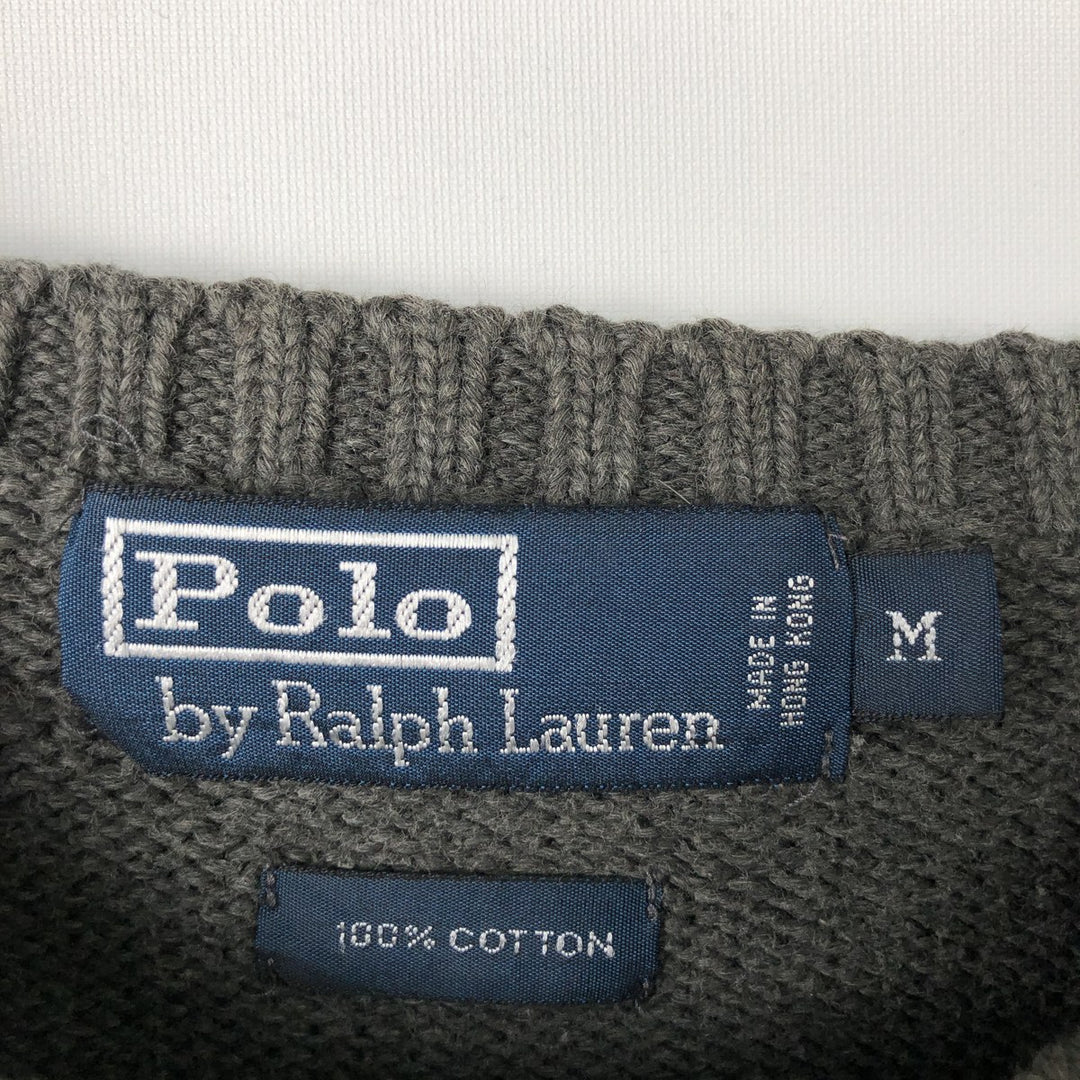 Polo
by Ralph Lauren
MADE IN
HONG KONG
M
100% COTTON